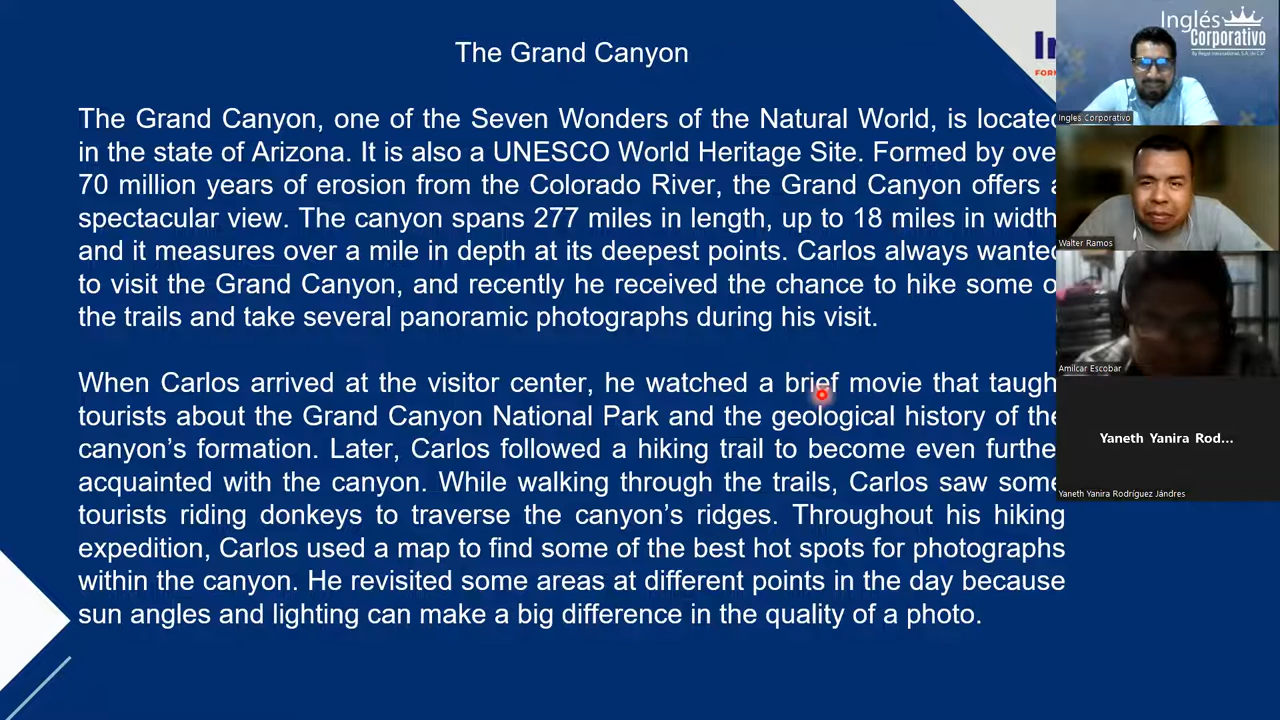 The Grand Canyon
The Grand Canyon, one of the Seven Wonders of the Natural World, is located
in the state of Arizona. It is also a UNESCO World Heritage Site. Formed by ove
70 million years of erosion from the Colorado River, the Grand Canyon offers a
spectacular view. The canyon spans 277 miles in length, up to 18 miles in width
and it measures over a mile in depth at its deepest points. Carlos always wanted
to visit the Grand Canyon, and recently he received the chance to hike some o
the trails and take several panoramic photographs during his visit.
When Carlos arrived at the visitor center, he watched a brief movie that taugh
tourists about the Grand Canyon National Park and the geological history of the
canyon’s formation. Later, Carlos followed a hiking trail to become even furthe
acquainted with the canyon. While walking through the trails, Carlos saw some
tourists riding donkeys to traverse the canyon’s ridges. Throughout his hiking
expedition, Carlos used a map to find some of the best hot spots for photographs
within the canyon. He revisited some areas at different points in the day because
sun angles and lighting can make a big difference in the quality of a photo.
In
FOR
Inglés
Corporativo
Inglés Corporativo
Walter Ramos
Amilcar Escobar
Yaneth Yanira Rod...
Yaneth Yanira Rodríguez Jándres